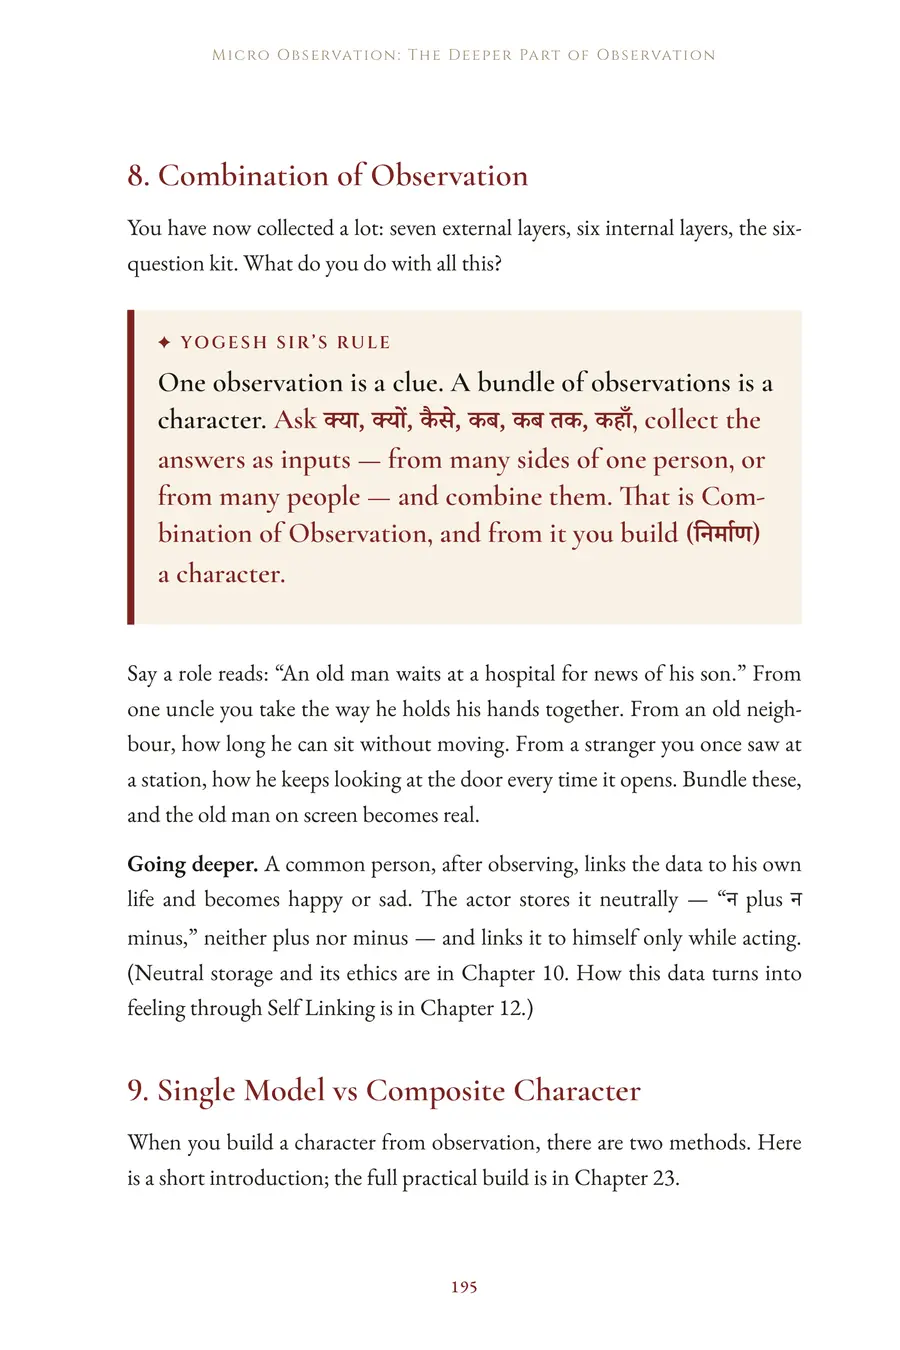 Micro Observation: The Deeper Part of Observation
8. Combination of Observation
You have now collected a lot: seven external layers, six internal layers, the six-
question kit. What do you do with all this?
✦ YOGESH SIR’S RULE
One observation is a clue. A bundle of observations is a
character. Ask क्या, क्यों, कैसे, कब, कब तक, कहाँ, collect the
answers as inputs — from many sides of one person, or
from many people — and combine them. That is Com-
bination of Observation, and from it you build (निर्माण)
a character.
Say a role reads: “An old man waits at a hospital for news of his son.” From
one uncle you take the way he holds his hands together. From an old neigh-
bour, how long he can sit without moving. From a stranger you once saw at
a station, how he keeps looking at the door every time it opens. Bundle these,
and the old man on screen becomes real.
Going deeper. A common person, after observing, links the data to his own
life and becomes happy or sad. The actor stores it neutrally — “न plus न
minus,” neither plus nor minus — and links it to himself only while acting.
(Neutral storage and its ethics are in Chapter 10. How this data turns into
feeling through Self Linking is in Chapter 12.)
9. Single Model vs Composite Character
When you build a character from observation, there are two methods. Here
is a short introduction; the full practical build is in Chapter 23.
195